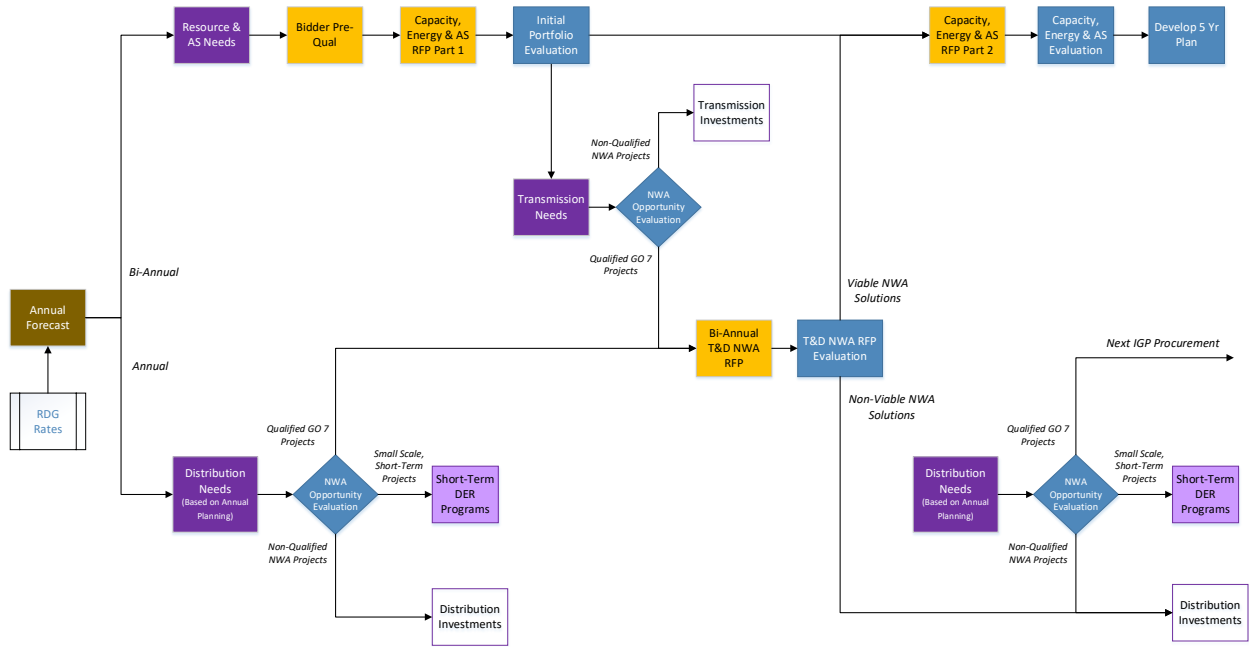 Resource &
AS Needs
Bidder Pre-
Qual
Capacity,
Energy & AS
RFP Part 1
Initial
Portfolio
Evaluation
Capacity,
Energy & AS
RFP Part 2
Capacity,
Energy & AS
Evaluation
Develop 5 Yr
Plan
Transmission
Investments
Non-Qualified
NWA Projects
Transmission
Needs
NWA
Opportunity
Evaluation
Qualified GO 7
Projects
Bi-Annual
Viable NWA
Solutions
Annual
Forecast
Bi-Annual
T&D NWA
RFP
T&D NWA RFP
Evaluation
Next IGP Procurement
Annual
Non-Viable NWA
Solutions
RDG
Rates
Qualified GO 7
Projects
Small Scale,
Short-Term
Projects
Distribution
Needs
(Based on Annual
Planning)
NWA
Opportunity
Evaluation
Short-Term
DER
Programs
Non-Qualified
NWA Projects
Distribution
Investments
Qualified GO 7
Projects
Small Scale,
Short-Term
Projects
Distribution
Needs
(Based on Annual
Planning)
NWA
Opportunity
Evaluation
Short-Term
DER
Programs
Non-Qualified
NWA Projects
Distribution
Investments